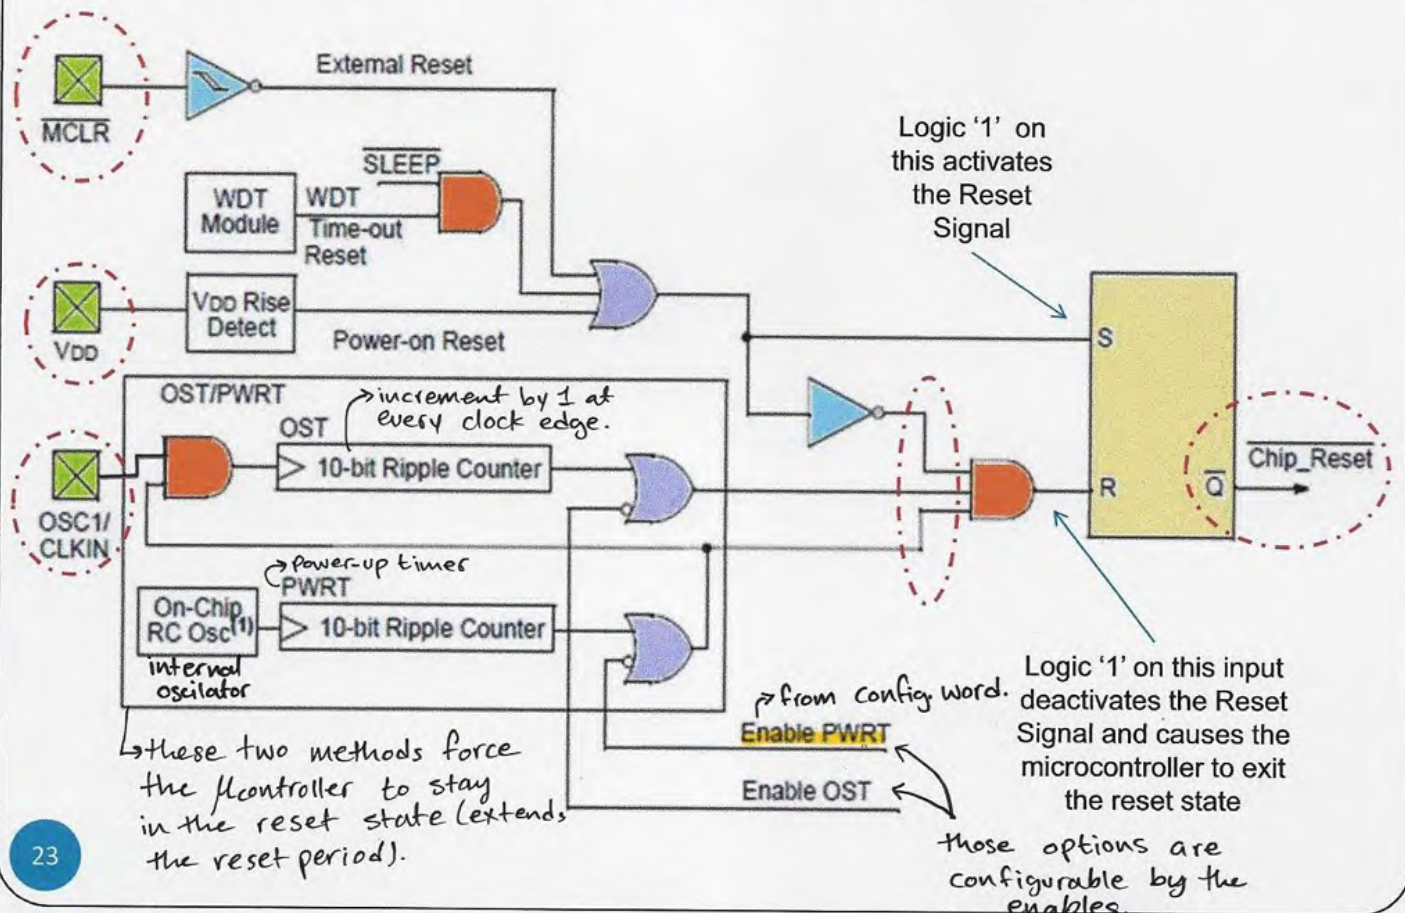 External Reset
MCLR
SLEEP
WDT
Module
WDT
Time-out
Reset
VDD
VDD Rise
Detect
Power-on Reset
Logic '1' on
this activates
the Reset
Signal
OST/PWRT
increment by 1 at
every clock edge.
OST
10-bit Ripple Counter
OSC1/
CLKIN
power-up timer
PWRT
On-Chip
RC Osc(1)
10-bit Ripple Counter
internal
oscilator
S
R
Q
Chip_Reset
from config. word.
Enable PWRT
Enable OST
Logic '1' on this input
deactivates the Reset
Signal and causes the
microcontroller to exit
the reset state
these two methods force
the µcontroller to stay
in the reset state (extends
the reset period).
those options are
configurable by the
enables.
23